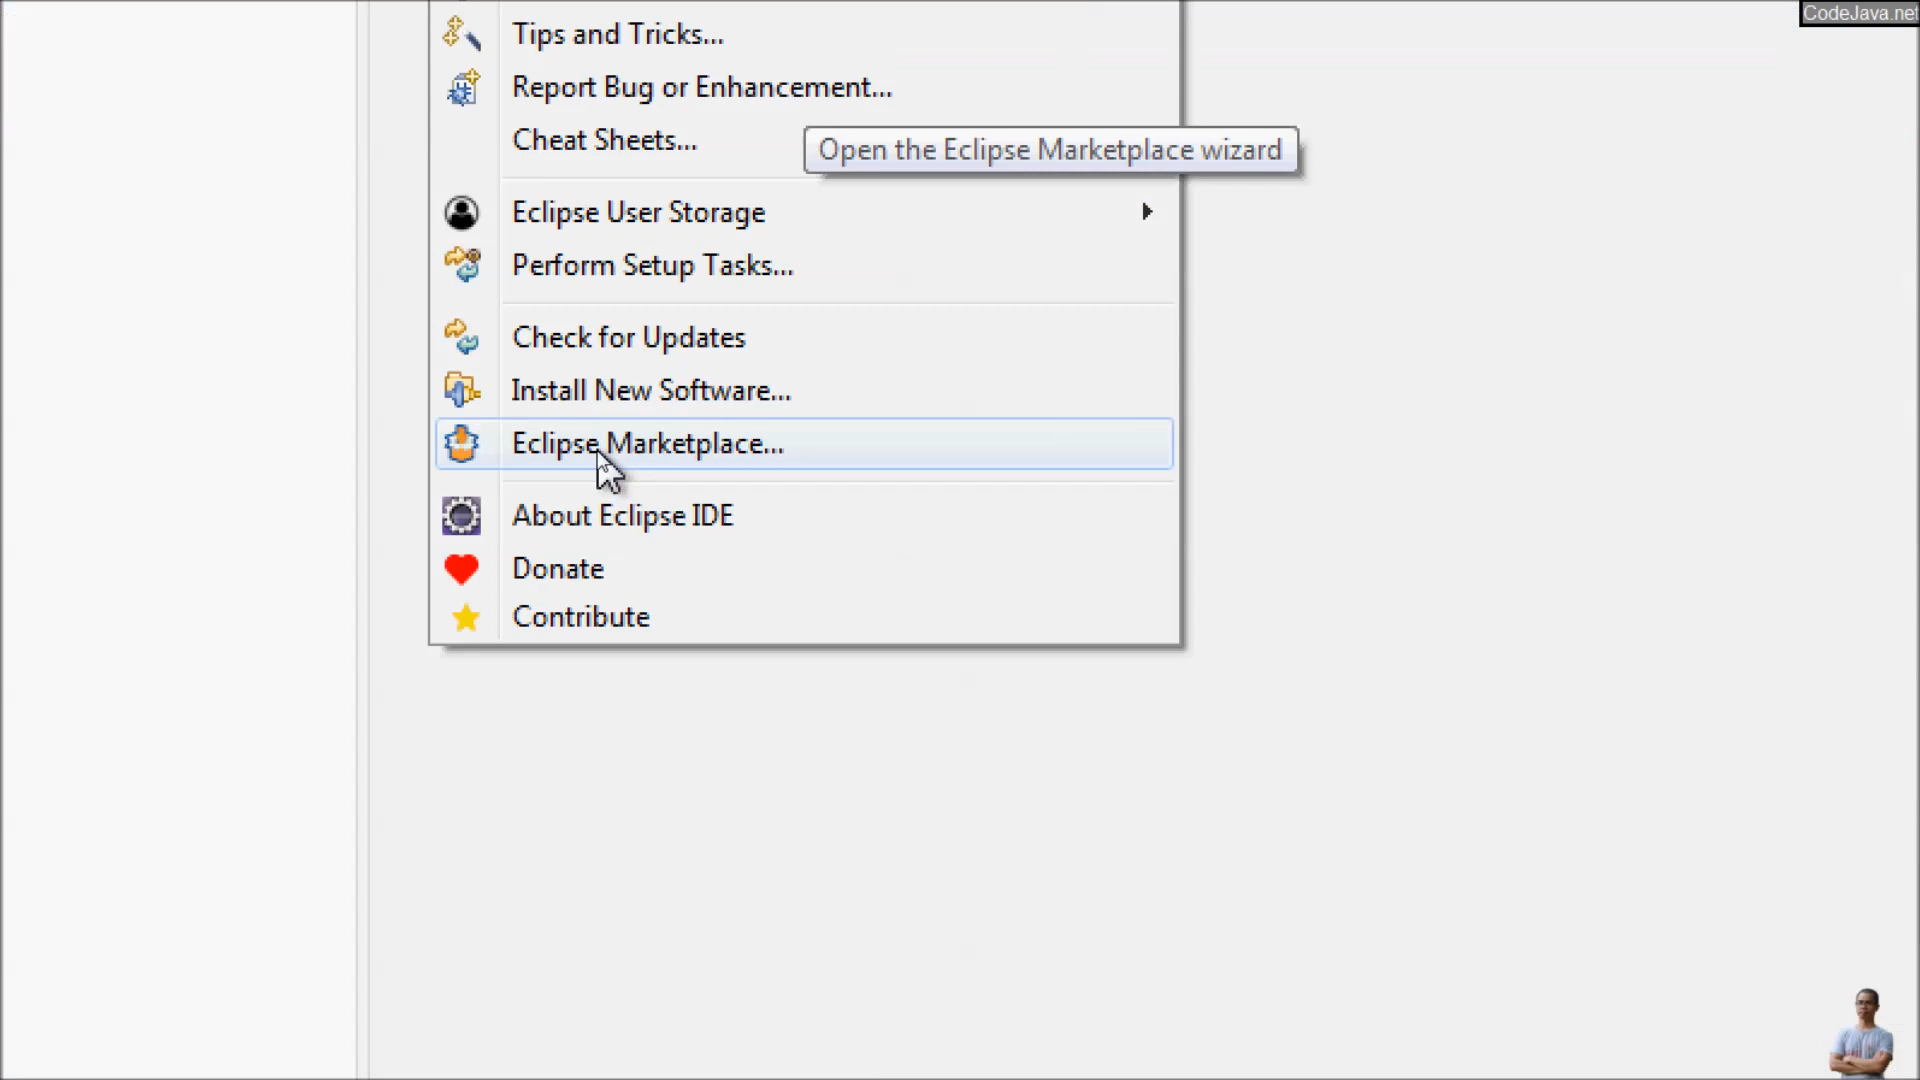 CodeJava.net
Tips and Tricks...
Report Bug or Enhancement...
Cheat Sheets...
Open the Eclipse Marketplace wizard
Eclipse User Storage
Perform Setup Tasks...
Check for Updates
Install New Software...
Eclipse Marketplace...
About Eclipse IDE
Donate
Contribute